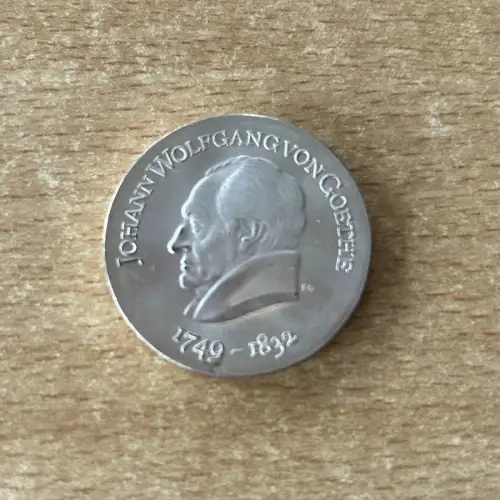 JOHANN WOLFGANG VON GOETHE
1749 - 1832